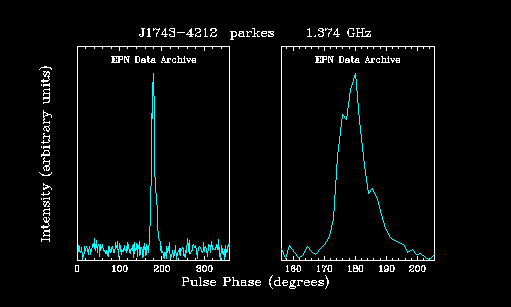 J1743-4212 parkes 1.374 GHz
EPN Data Archive EPN Data Archive
Intensity (arbitrary units)
0 100 200 300 160 170 180 190 200
Pulse Phase (degrees)